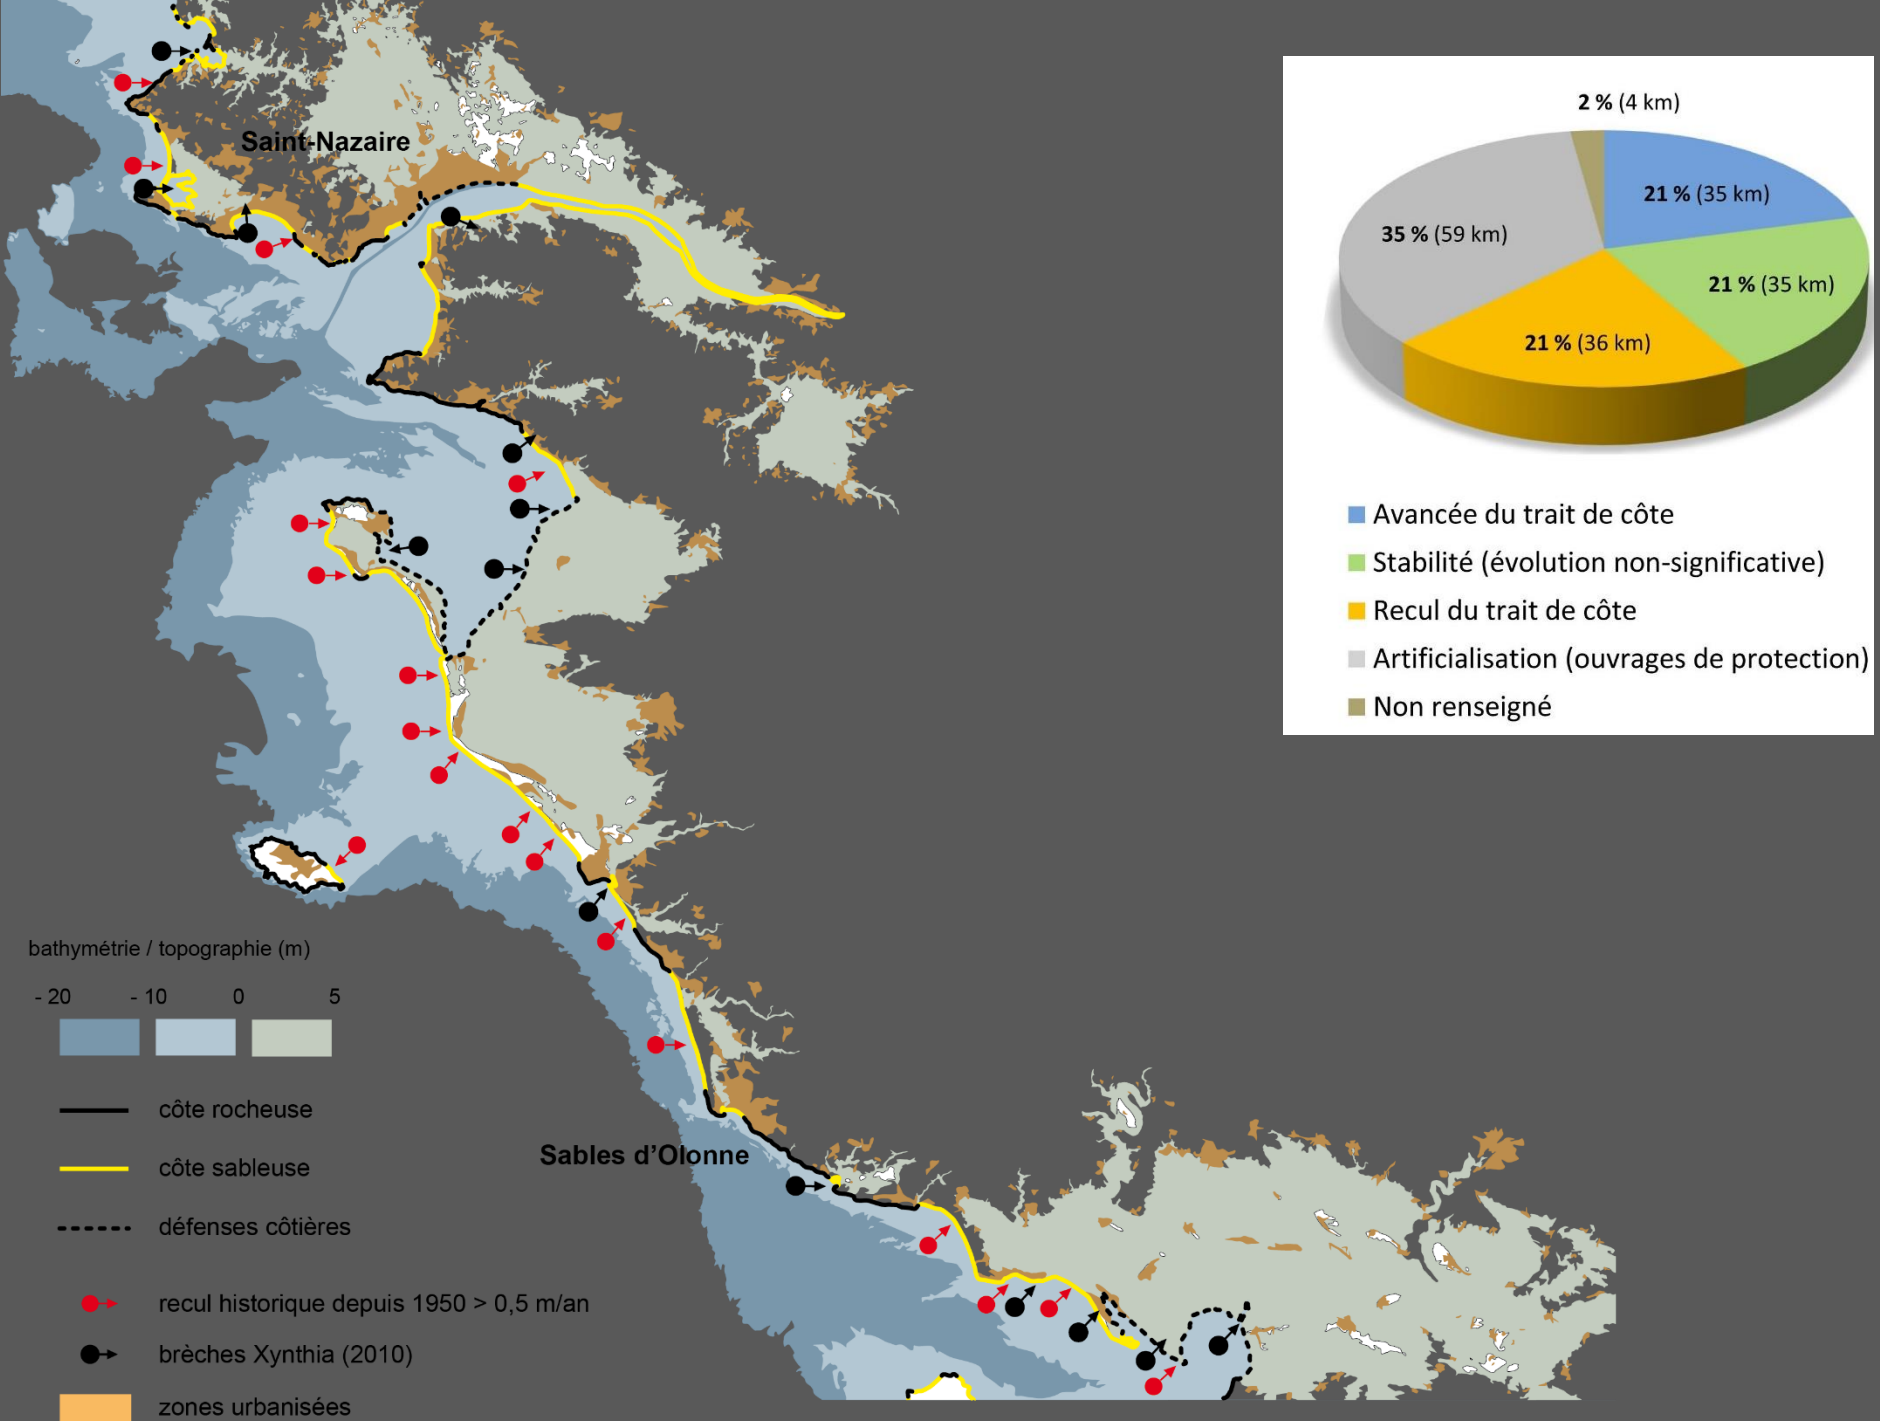 Saint-Nazaire
2 % (4 km)
21 % (35 km)
35 % (59 km)
21 % (35 km)
21 % (36 km)
Avancée du trait de côte
Stabilité (évolution non-significative)
Recul du trait de côte
Artificialisation (ouvrages de protection)
Non renseigné
bathymétrie / topographie (m)
- 20 - 10 0 5
côte rocheuse
côte sableuse
Sables d'Olonne
défenses côtières
recul historique depuis 1950 > 0,5 m/an
brèches Xynthia (2010)
zones urbanisées